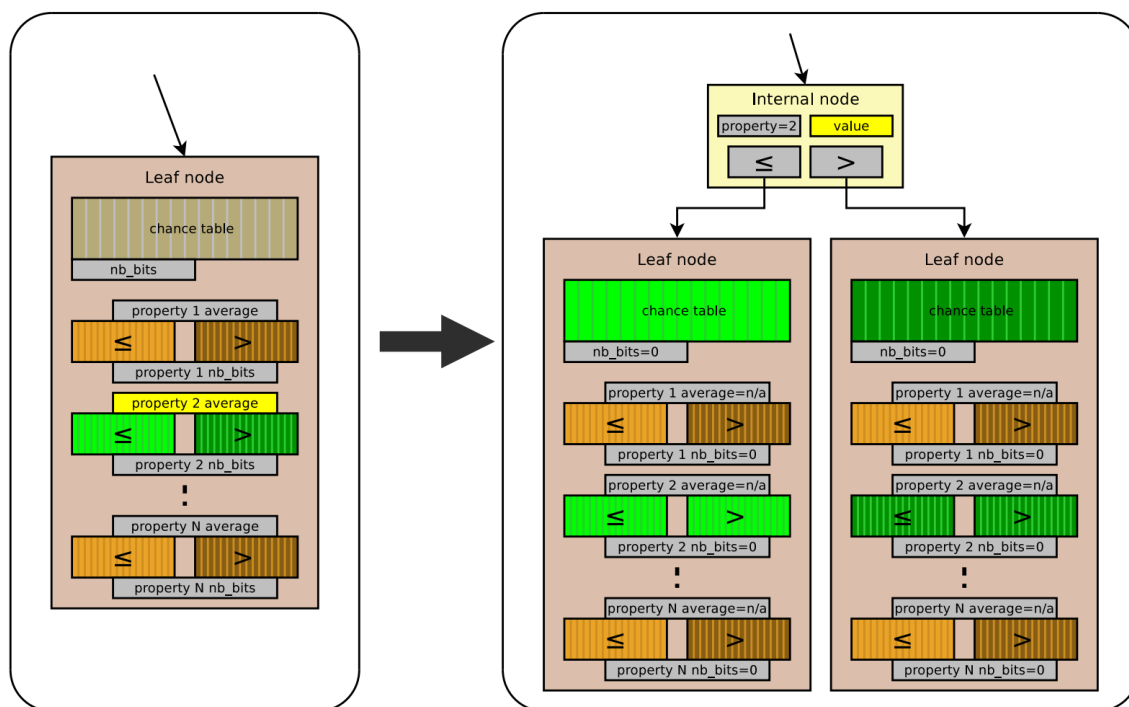 Leaf node
chance table
nb_bits
property 1 average
≤ >
property 1 nb_bits
property 2 average
≤ >
property 2 nb_bits
⋮
property N average
≤ >
property N nb_bits
Internal node
property=2 value
≤ >
Leaf node
chance table
nb_bits=0
property 1 average=n/a
≤ >
property 1 nb_bits=0
property 2 average=n/a
≤ >
property 2 nb_bits=0
⋮
property N average=n/a
≤ >
property N nb_bits=0
Leaf node
chance table
nb_bits=0
property 1 average=n/a
≤ >
property 1 nb_bits=0
property 2 average=n/a
≤ >
property 2 nb_bits=0
⋮
property N average=n/a
≤ >
property N nb_bits=0